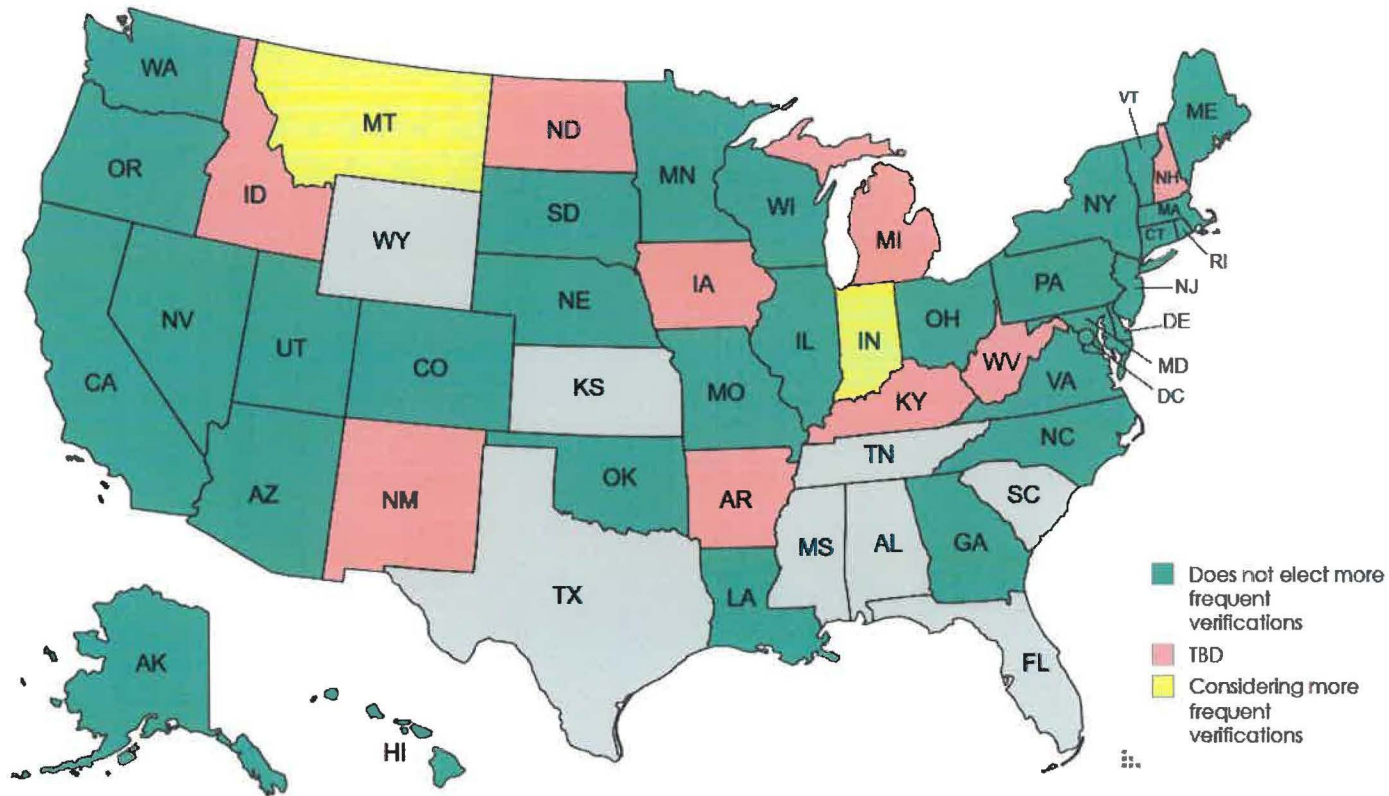 WA
MT
ND
MN
VT
ME
OR
ID
SD
WI
NY
NH
MA
WY
MI
CT
RI
IA
PA
NJ
NE
NV
UT
IL
IN
OH
DE
CA
CO
WV
MD
KS
MO
VA
DC
KY
NC
TN
AZ
NM
OK
AR
SC
MS
AL
GA
TX
LA
Does not elect more
frequent
verifications
AK
FL
TBD
Considering more
frequent
verifications
HI